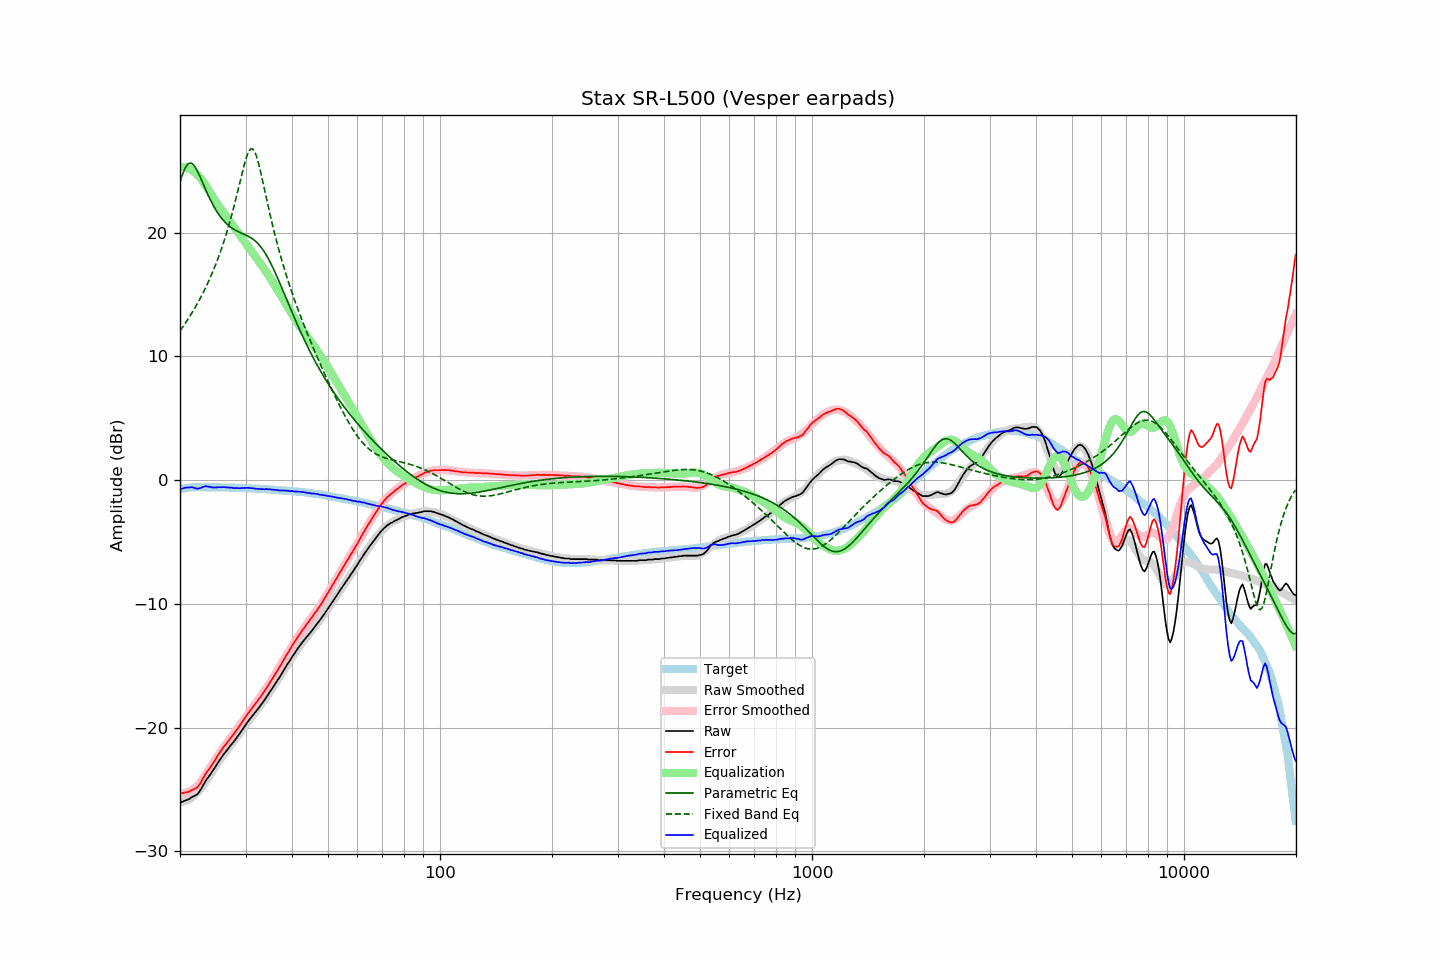 Stax SR-L500 (Vesper earpads)
Amplitude (dBr)
20
10
0
−10
−20
−30
Target
Raw Smoothed
Error Smoothed
Raw
Error
Equalization
Parametric Eq
Fixed Band Eq
Equalized
100
1000
10000
Frequency (Hz)